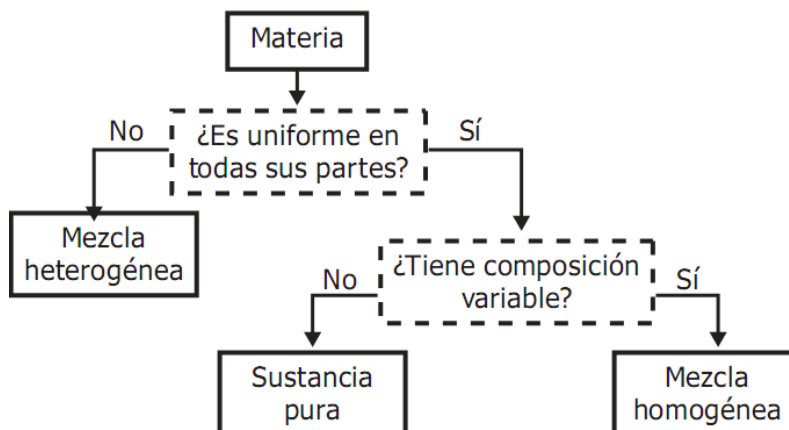 Materia
No
¿Es uniforme en
todas sus partes?
Sí
Mezcla
heterogénea
¿Tiene composición
variable?
No
Sí
Sustancia
pura
Mezcla
homogénea